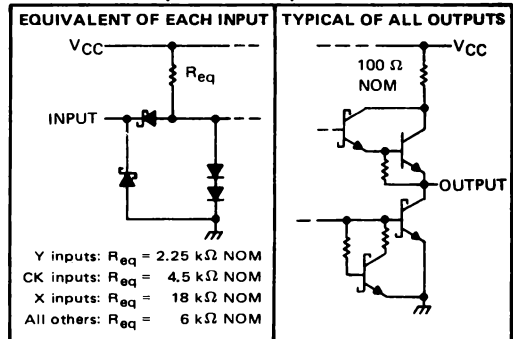 EQUIVALENT OF EACH INPUT
VCC
Req
INPUT
Y inputs: Req = 2.25 kΩ NOM
CK inputs: Req = 4.5 kΩ NOM
X inputs: Req = 18 kΩ NOM
All others: Req = 6 kΩ NOM
TYPICAL OF ALL OUTPUTS
VCC
100 Ω
NOM
OUTPUT